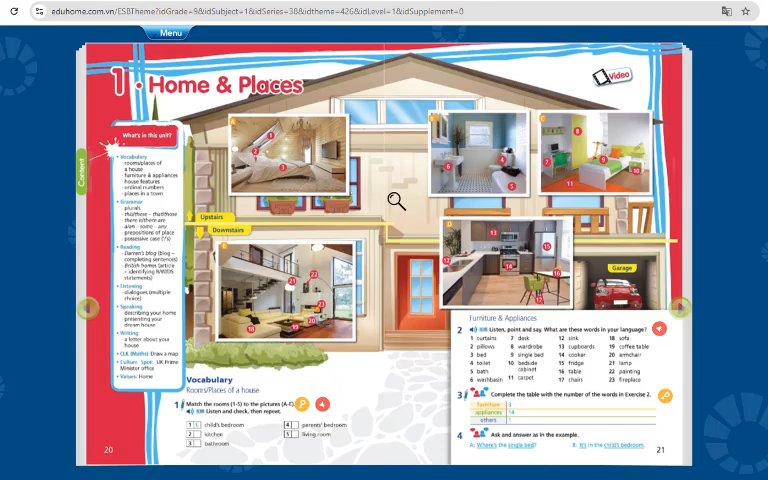 eduhome.com.vn/ESBTheme?idGrade=9&idSubject=1&idSeries=38&idtheme=426&idLevel=1&idSupplement=0
Menu
1 • Home & Places
Video
What's in this unit?
Content
• Vocabulary
- rooms/places of
a house
- furniture & appliances
- house features
- ordinal numbers
- places in a town
• Grammar
- plurals
- this/these – that/those
- there is/there are
- a/an – some – any
- prepositions of place
- possessive case ('/'s)
• Reading
- Darren's blog (blog –
completing sentences)
- British homes (article
– identifying R/W/DS
statements)
• Listening
- dialogues (multiple
choice)
• Speaking
- describing your home
- presenting your
dream house
• Writing
- a letter about your
house
• CLIL (Maths): Draw a map
• Culture Spot: UK Prime
Minister office
• Values: Home
Upstairs
Downstairs
Garage
Vocabulary
Rooms/Places of a house
1 Match the rooms (1-5) to the pictures (A-E).
Listen and check, then repeat.
1 child's bedroom
2 kitchen
3 bathroom
4 parents' bedroom
5 living room
20
Furniture & Appliances
2 Listen, point and say. What are these words in your language?
1 curtains
2 pillows
3 bed
4 toilet
5 bath
6 washbasin
7 desk
8 wardrobe
9 single bed
10 bedside
cabinet
11 carpet
12 sink
13 cupboards
14 cooker
15 fridge
16 table
17 chairs
18 sofa
19 coffee table
20 armchair
21 lamp
22 painting
23 fireplace
3 Complete the table with the number of the words in Exercise 2.
furniture 3
appliances 14
others 1
4 Ask and answer as in the example.
A: Where's the single bed?
B: It's in the child's bedroom.
21